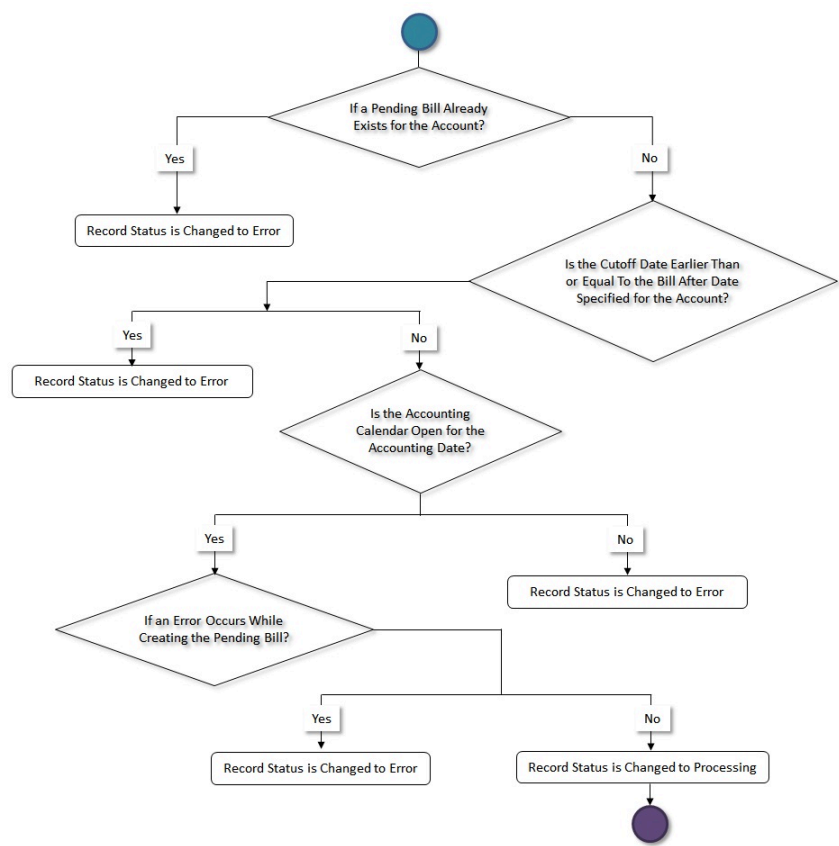 If a Pending Bill Already
Exists for the Account?
Yes
No
Record Status is Changed to Error
Is the Cutoff Date Earlier Than
or Equal To the Bill After Date
Specified for the Account?
Yes
No
Record Status is Changed to Error
Is the Accounting
Calendar Open for the
Accounting Date?
Yes
No
Record Status is Changed to Error
If an Error Occurs While
Creating the Pending Bill?
Yes
No
Record Status is Changed to Error
Record Status is Changed to Processing